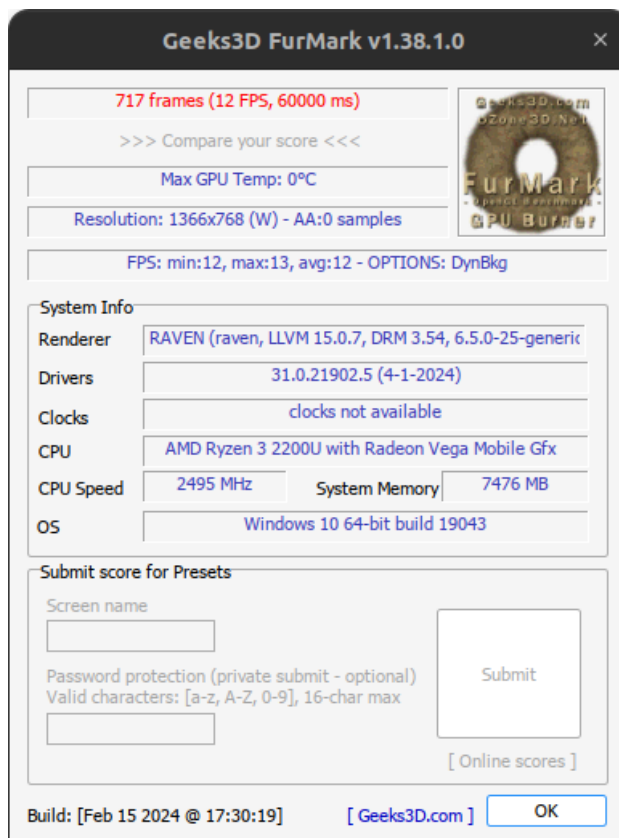 Geeks3D FurMark v1.38.1.0
717 frames (12 FPS, 60000 ms)
>>> Compare your score <<<
Max GPU Temp: 0°C
Resolution: 1366x768 (W) - AA:0 samples
Geeks3D.com
oZone3D.Net
FurMark
- OpenGL Benchmark -
GPU Burner
FPS: min:12, max:13, avg:12 - OPTIONS: DynBkg
System Info
Renderer RAVEN (raven, LLVM 15.0.7, DRM 3.54, 6.5.0-25-generic
Drivers 31.0.21902.5 (4-1-2024)
Clocks clocks not available
CPU AMD Ryzen 3 2200U with Radeon Vega Mobile Gfx
CPU Speed 2495 MHz System Memory 7476 MB
OS Windows 10 64-bit build 19043
Submit score for Presets
Screen name
Password protection (private submit - optional)
Valid characters: [a-z, A-Z, 0-9], 16-char max
Submit
[ Online scores ]
Build: [Feb 15 2024 @ 17:30:19] [ Geeks3D.com ] OK